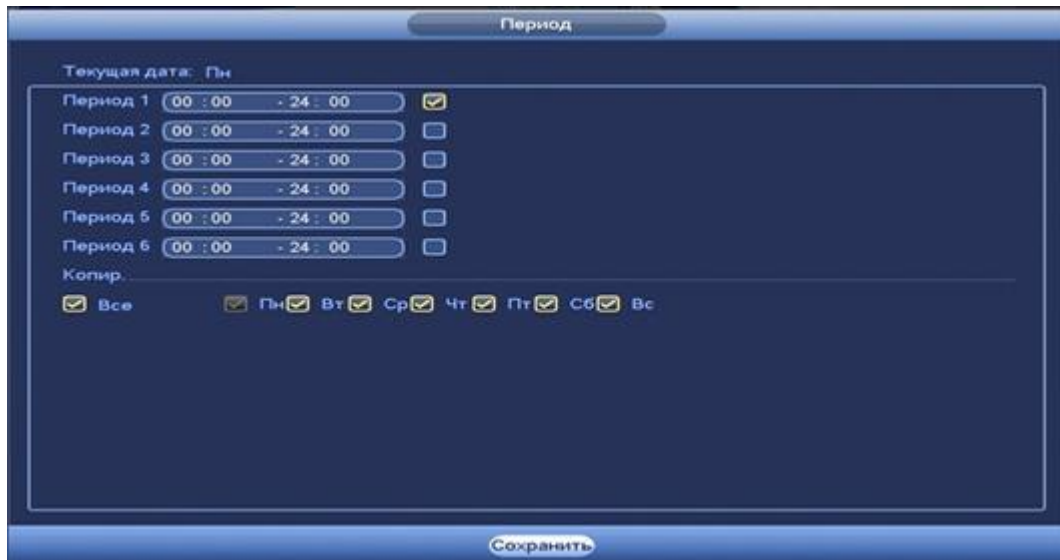 Период
Текущая дата: Пн
Период 1 00 : 00 - 24 : 00
Период 2 00 : 00 - 24 : 00
Период 3 00 : 00 - 24 : 00
Период 4 00 : 00 - 24 : 00
Период 5 00 : 00 - 24 : 00
Период 6 00 : 00 - 24 : 00
Копир.
Все Пн Вт Ср Чт Пт Сб Вс
Сохранить